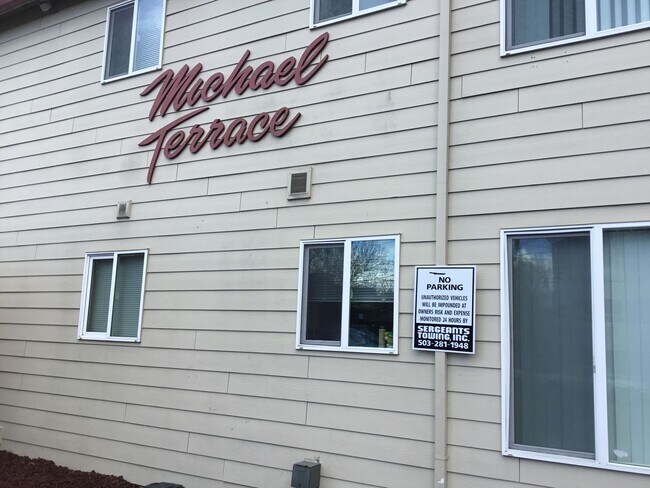 Michael
Terrace
NO
PARKING
UNAUTHORIZED VEHICLES
WILL BE IMPOUNDED AT
OWNERS RISK AND EXPENSE
MONITORED 24 HOURS BY
SERGEANTS
TOWING, INC.
503-281-1948